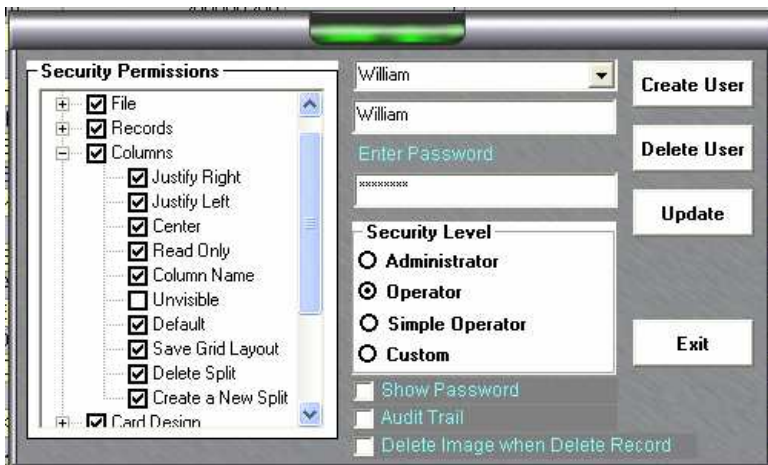 Security Permissions
File
Records
Columns
Justify Right
Justify Left
Center
Read Only
Column Name
Unvisible
Default
Save Grid Layout
Delete Split
Create a New Split
Card Design
William
William
Enter Password
××××××××
Security Level
Administrator
Operator
Simple Operator
Custom
Show Password
Audit Trail
Delete Image when Delete Record
Create User
Delete User
Update
Exit